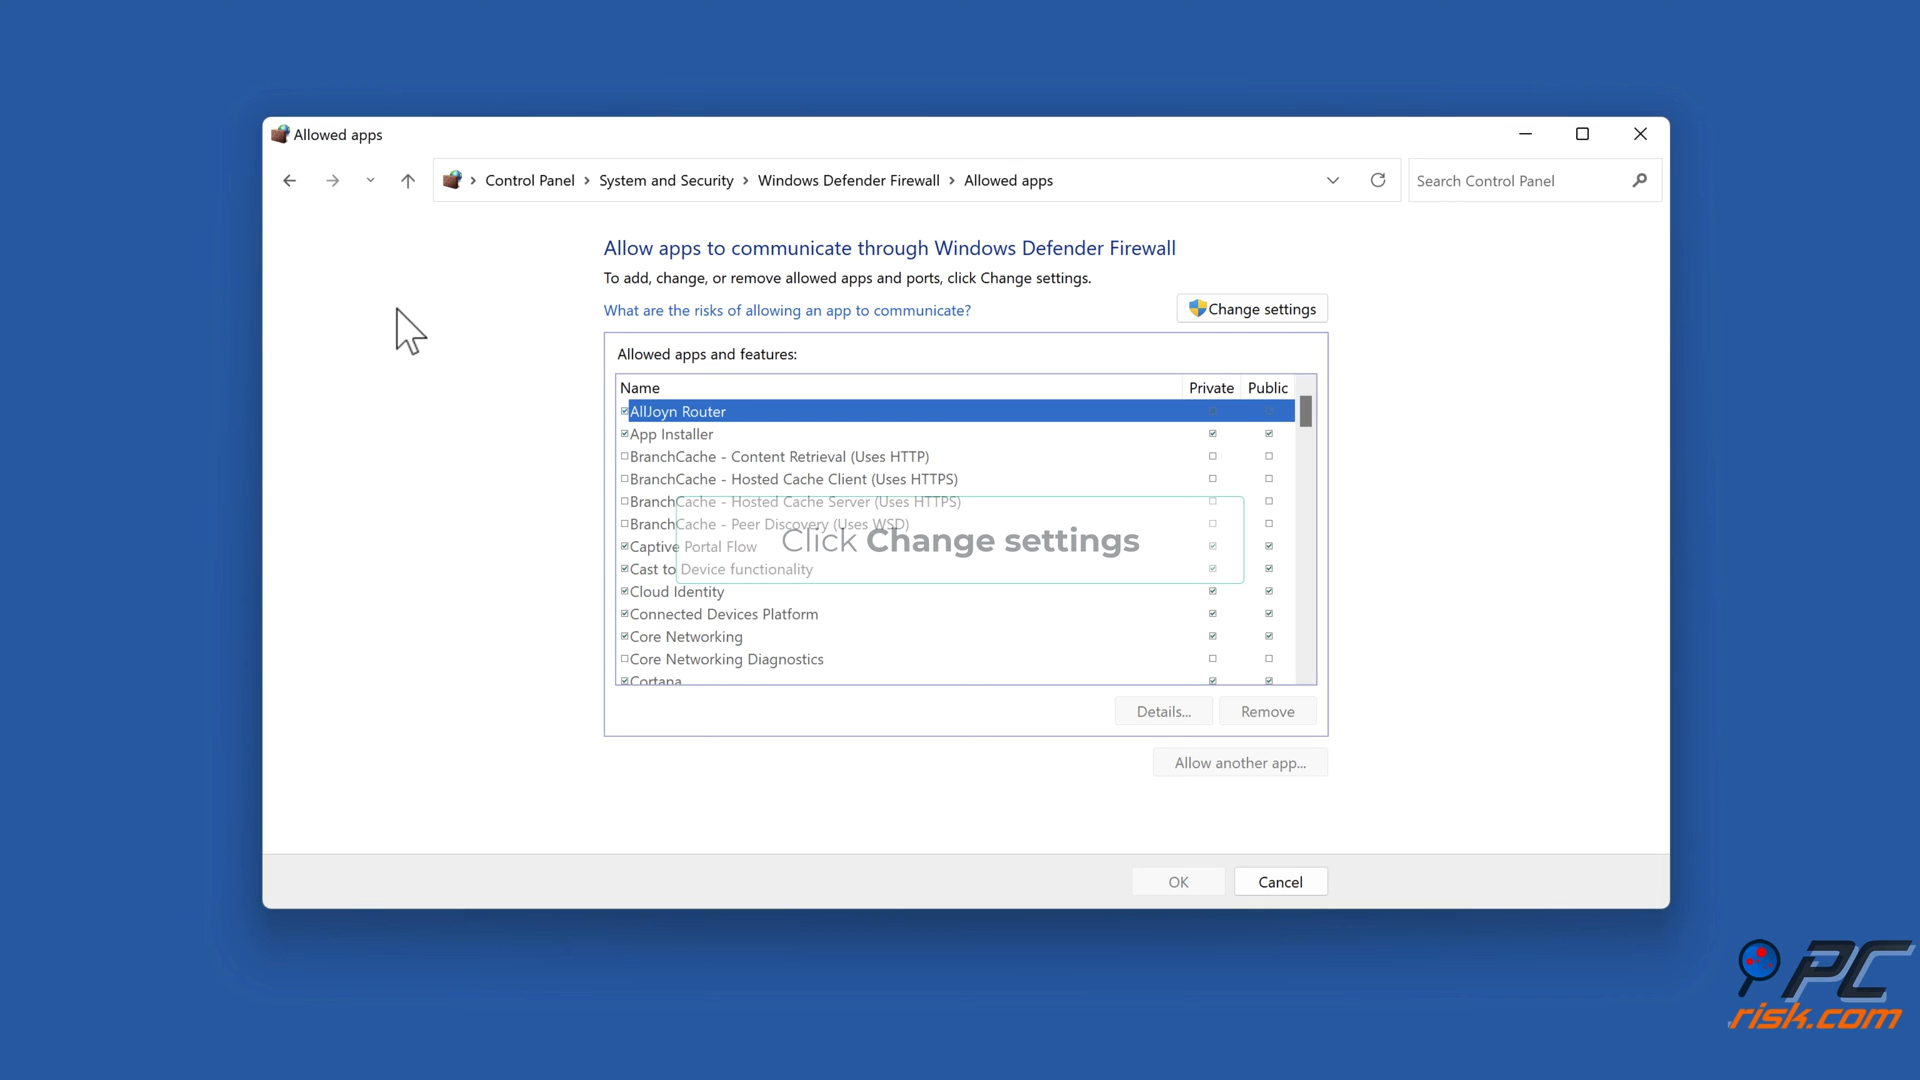 Allowed apps
Control Panel > System and Security > Windows Defender Firewall > Allowed apps
Search Control Panel
Allow apps to communicate through Windows Defender Firewall
To add, change, or remove allowed apps and ports, click Change settings.
What are the risks of allowing an app to communicate?
Change settings
Allowed apps and features:
Name Private Public
AllJoyn Router
App Installer
BranchCache - Content Retrieval (Uses HTTP)
BranchCache - Hosted Cache Client (Uses HTTPS)
BranchCache - Hosted Cache Server (Uses HTTPS)
BranchCache - Peer Discovery (Uses WSD)
Click Change settings
Captive Portal Flow
Cast to Device functionality
Cloud Identity
Connected Devices Platform
Core Networking
Core Networking Diagnostics
Cortana
Details... Remove
Allow another app...
OK Cancel
PC
risk.com